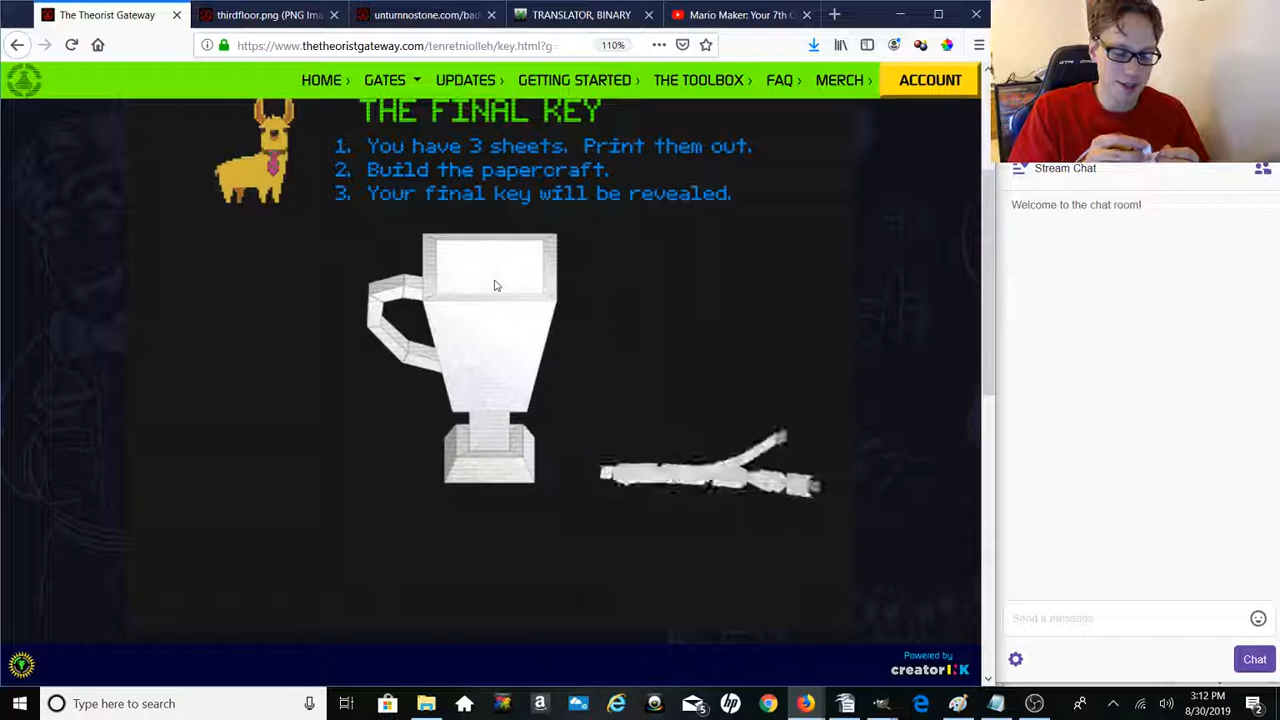 The Theorist Gateway
thirdfloor.png (PNG Ima
unturnnostone.com/bad
TRANSLATOR, BINARY
Mario Maker: Your 7th
https://www.thetheoristgateway.com/tenretniolleh/key.html?g=
110%
HOME › GATES UPDATES › GETTING STARTED › THE TOOLBOX › FAQ › MERCH › ACCOUNT
THE FINAL KEY
1. You have 3 sheets. Print them out.
2. Build the papercraft.
3. Your final key will be revealed.
Stream Chat
Welcome to the chat room!
Send a message
Chat
Powered by
creatorINK
Type here to search
3:12 PM
8/30/2019